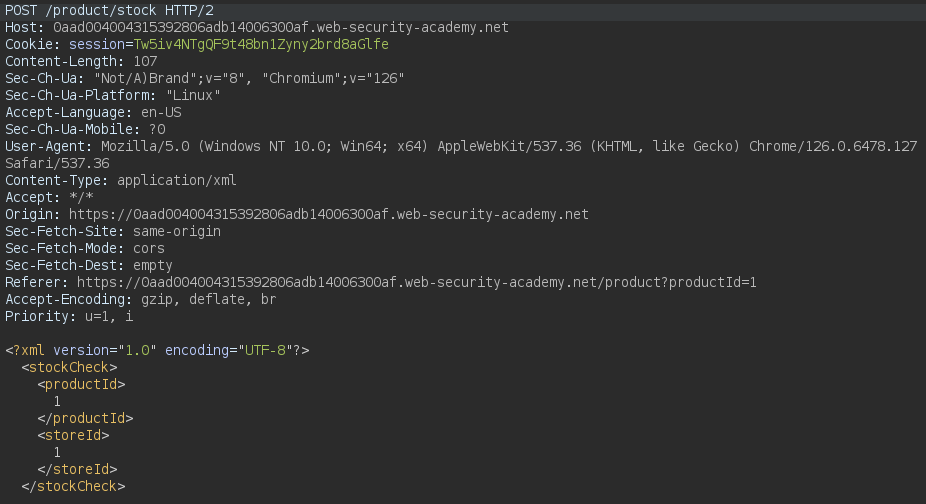 POST /product/stock HTTP/2
Host: 0aad004004315392806adb14006300af.web-security-academy.net
Cookie: session=Tw5iv4NTgQF9t48bn1Zyny2brd8aGlfe
Content-Length: 107
Sec-Ch-Ua: "Not/A)Brand";v="8", "Chromium";v="126"
Sec-Ch-Ua-Platform: "Linux"
Accept-Language: en-US
Sec-Ch-Ua-Mobile: ?0
User-Agent: Mozilla/5.0 (Windows NT 10.0; Win64; x64) AppleWebKit/537.36 (KHTML, like Gecko) Chrome/126.0.6478.127
Safari/537.36
Content-Type: application/xml
Accept: */*
Origin: https://0aad004004315392806adb14006300af.web-security-academy.net
Sec-Fetch-Site: same-origin
Sec-Fetch-Mode: cors
Sec-Fetch-Dest: empty
Referer: https://0aad004004315392806adb14006300af.web-security-academy.net/product?productId=1
Accept-Encoding: gzip, deflate, br
Priority: u=1, i

<?xml version="1.0" encoding="UTF-8"?>
  <stockCheck>
    <productId>
      1
    </productId>
    <storeId>
      1
    </storeId>
  </stockCheck>